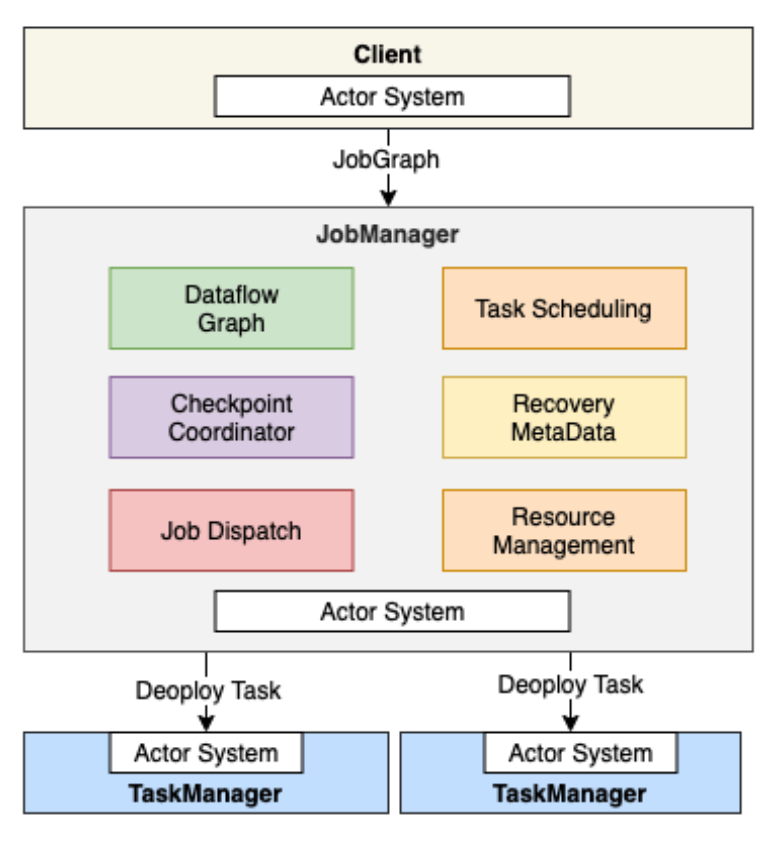 Client
Actor System
JobGraph
JobManager
Dataflow
Graph
Task Scheduling
Checkpoint
Coordinator
Recovery
MetaData
Job Dispatch
Resource
Management
Actor System
Deoploy Task
Deoploy Task
Actor System
TaskManager
Actor System
TaskManager